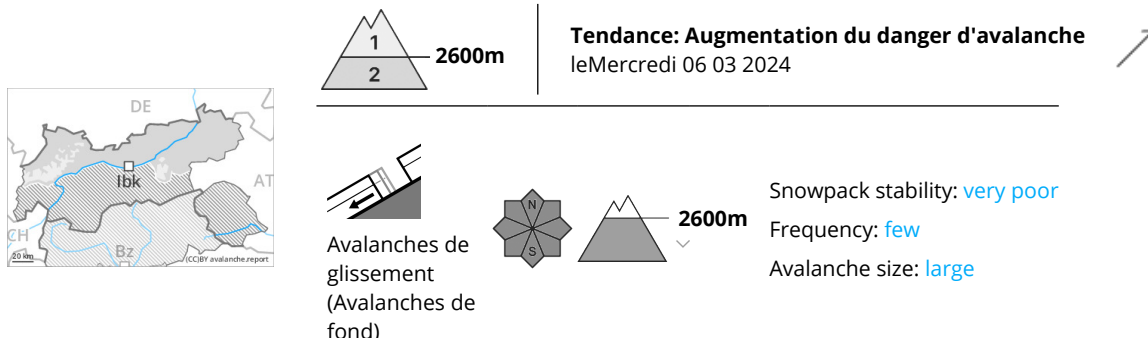 1
2
2600m
Tendance: Augmentation du danger d'avalanche
leMercredi 06 03 2024
DE
Ibk
AT
CH
Bz
20 km
(CC)BY avalanche.report
Avalanches de
glissement
(Avalanches de
fond)
N
S
2600m
Snowpack stability: very poor
Frequency: few
Avalanche size: large